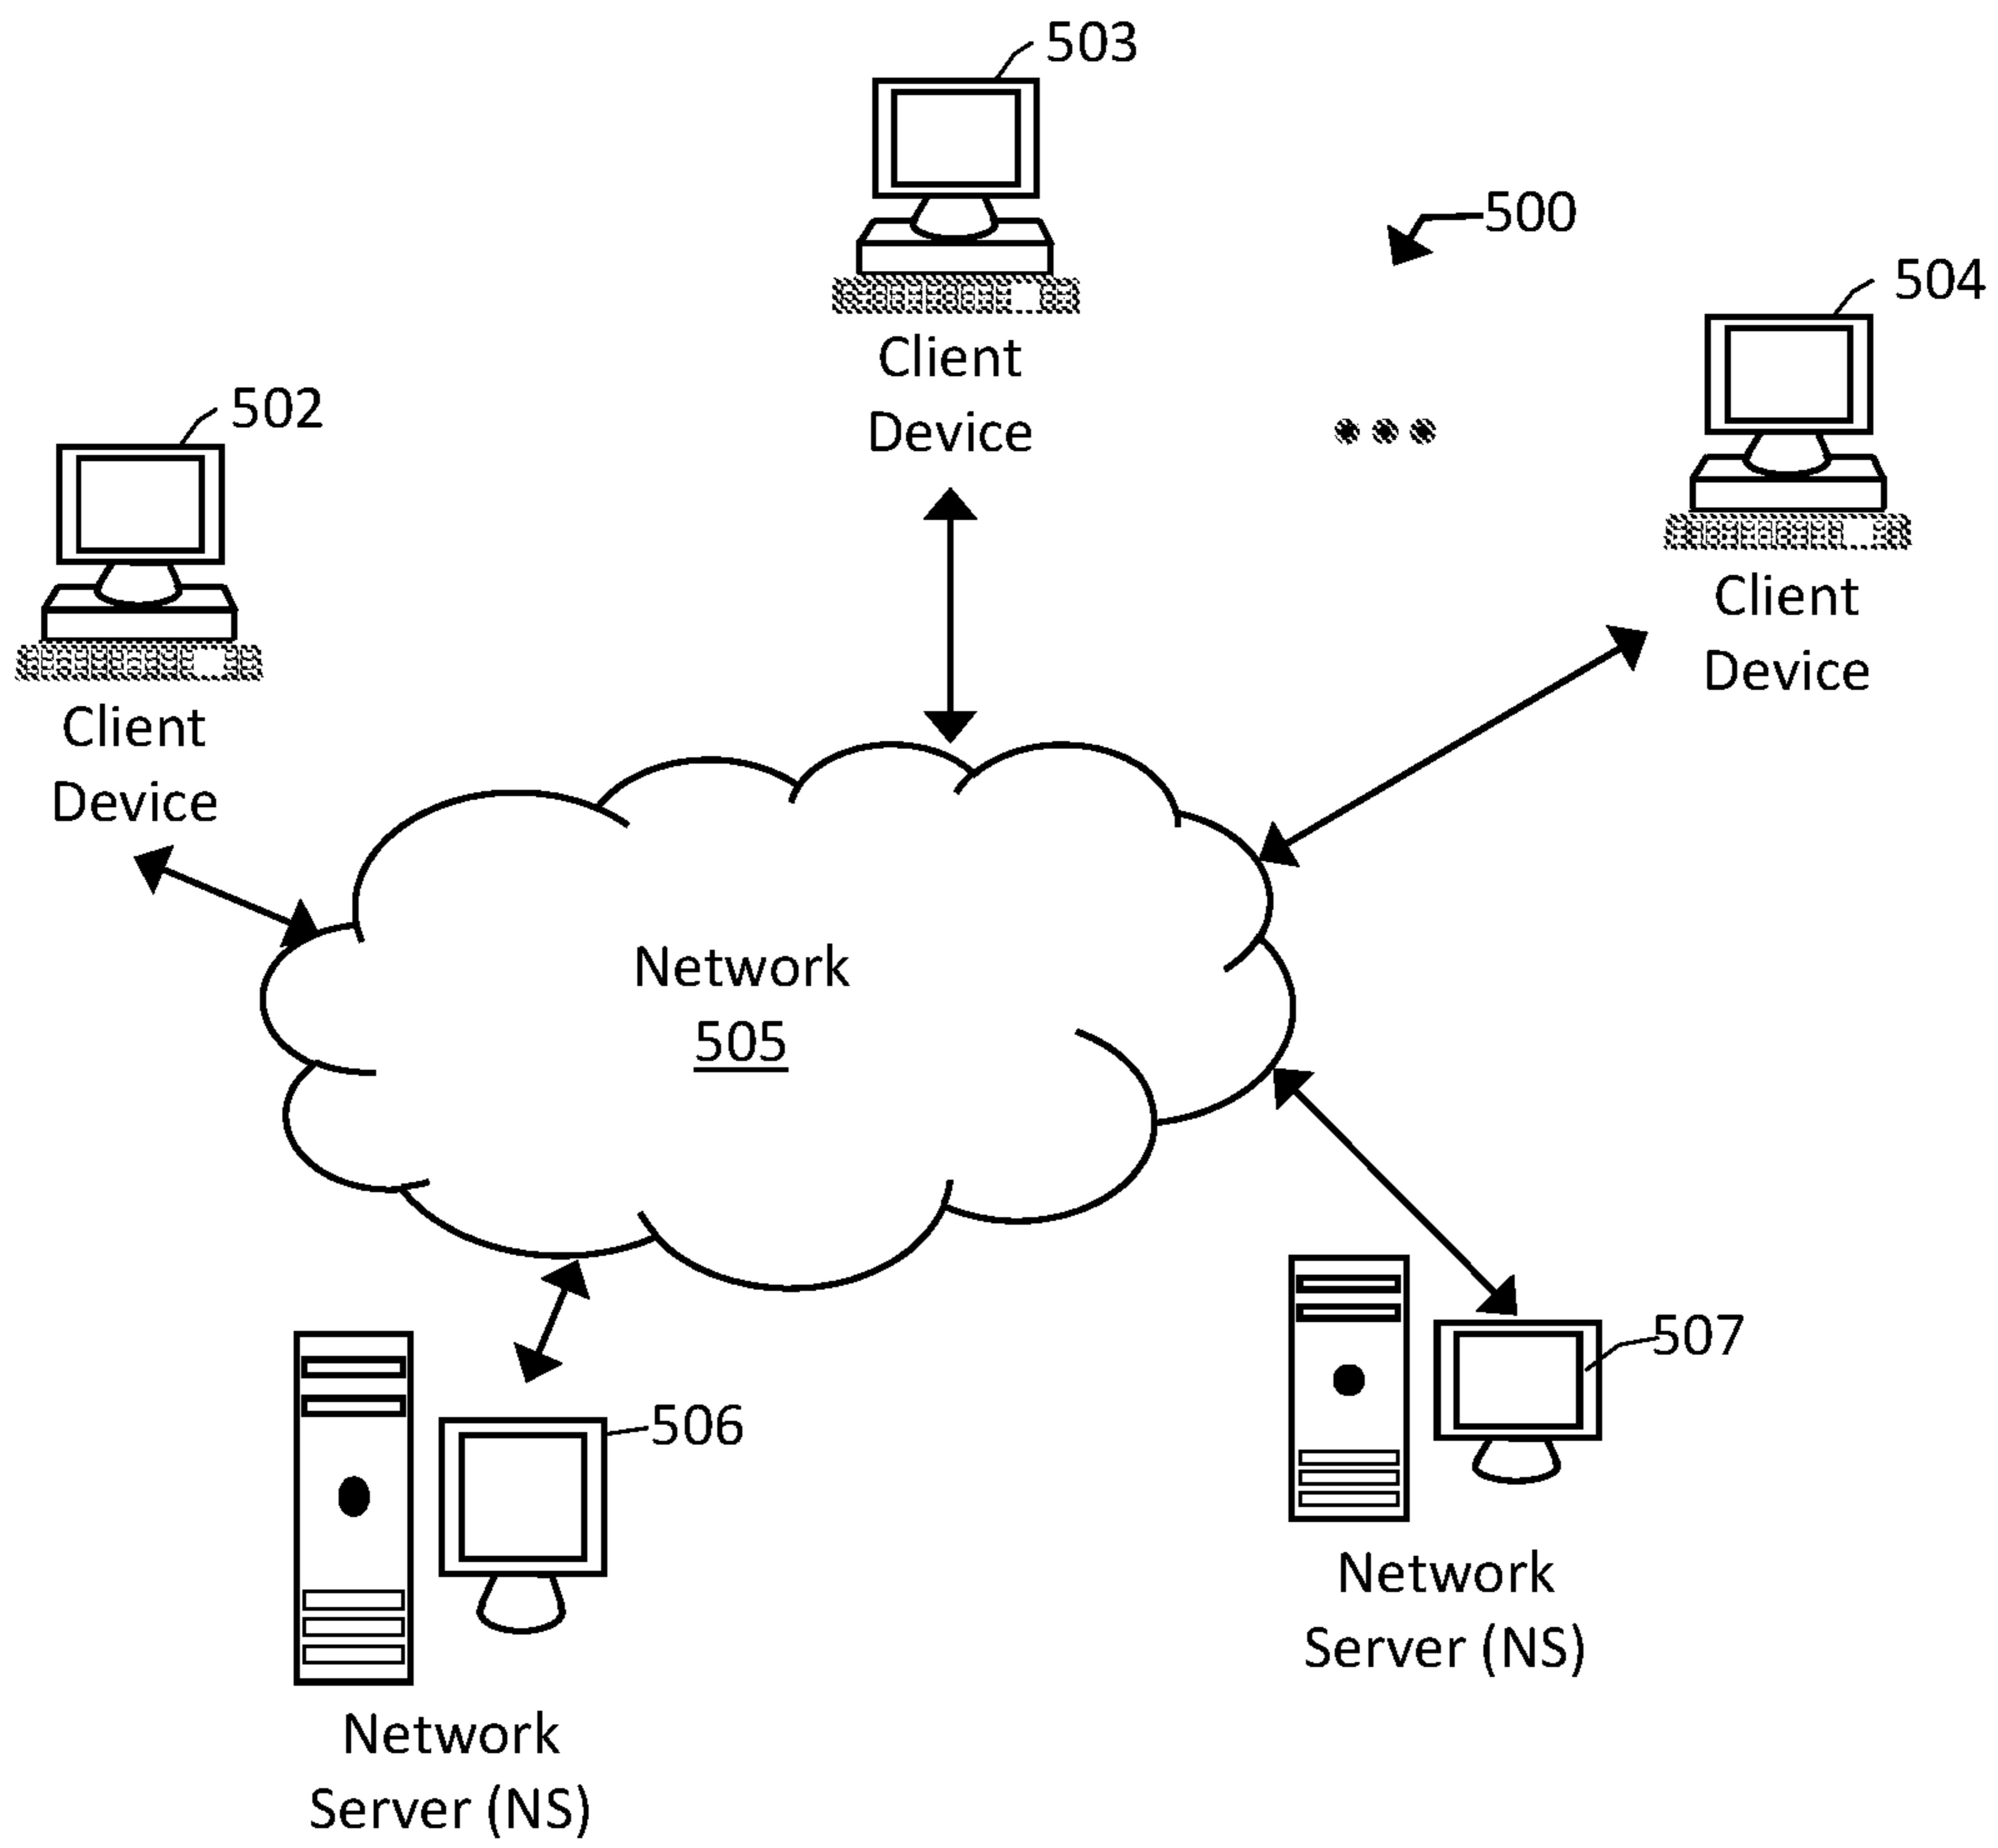 503
500
504
Client
Device
502
Client
Device
Client
Device
Network
505
507
506
Network
Server (NS)
Network
Server (NS)